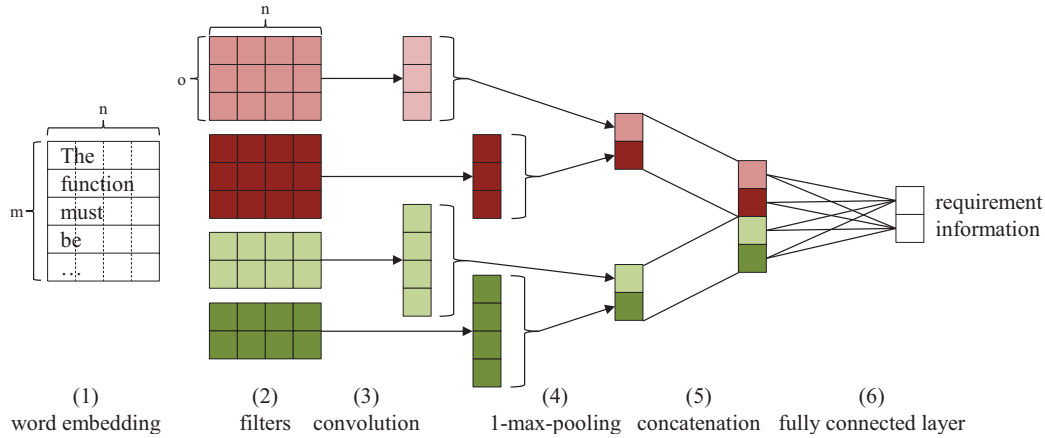 n
o
n
m
The
function
must
be
...
requirement
information
(1)
word embedding
(2)
filters
(3)
convolution
(4)
1-max-pooling
(5)
concatenation
(6)
fully connected layer